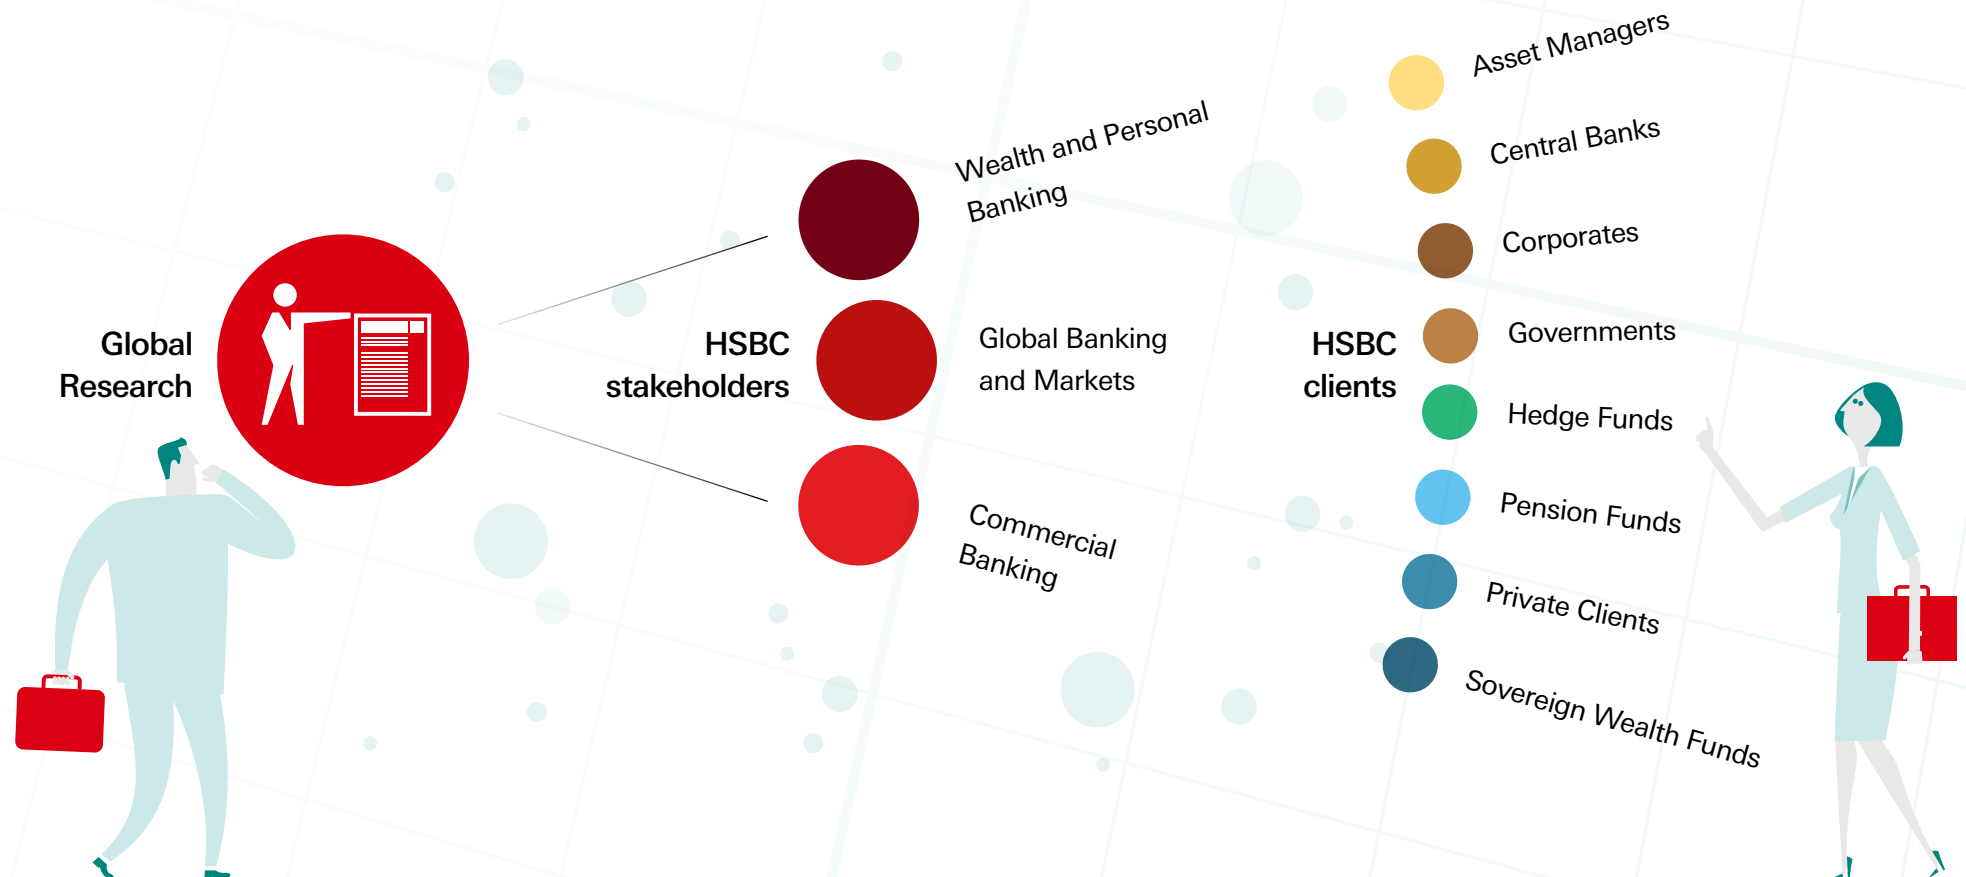 Global
Research
HSBC
stakeholders
Wealth and Personal
Banking
Global Banking
and Markets
Commercial
Banking
HSBC
clients
Asset Managers
Central Banks
Corporates
Governments
Hedge Funds
Pension Funds
Private Clients
Sovereign Wealth Funds